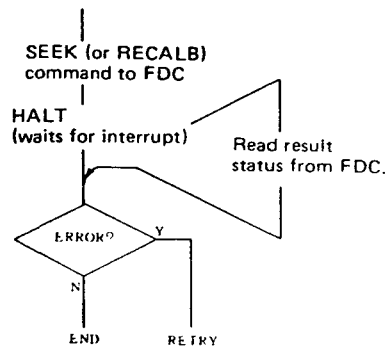 SEEK (or RECALB)
command to FDC
HALT
(waits for interrupt)
Read result
status from FDC.
ERROR?
Y
N
END
RETRY